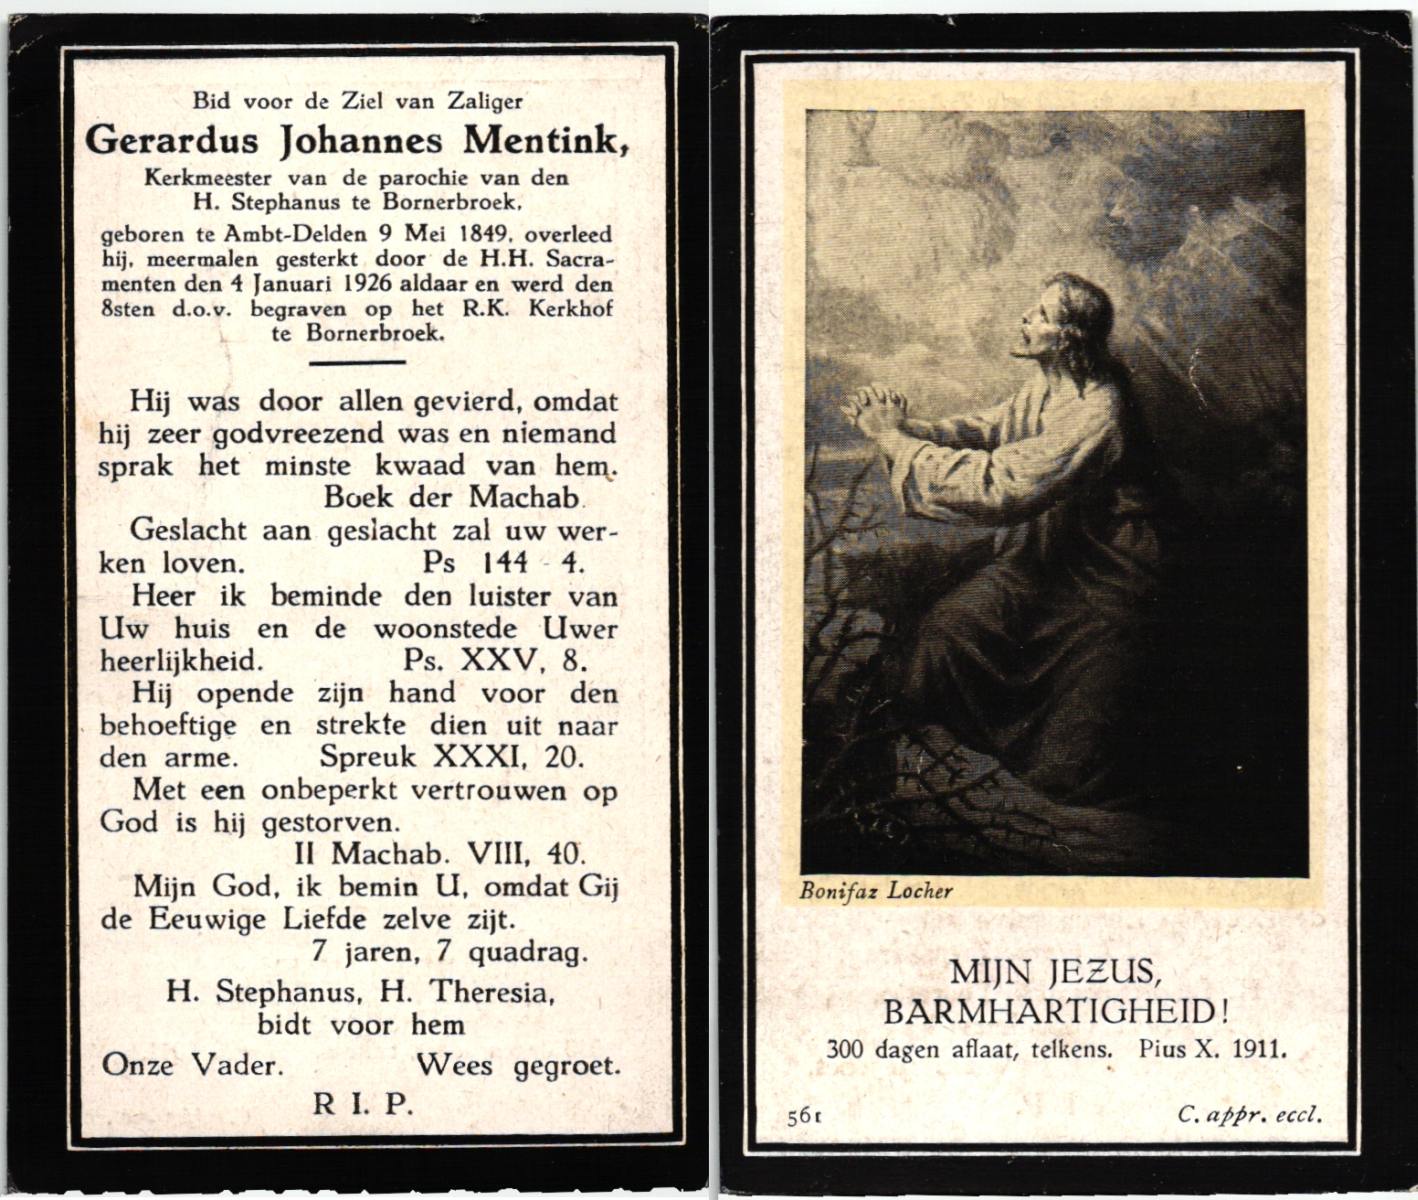 Bid voor de Ziel van Zaliger
Gerardus Johannes Mentink,
Kerkmeester van de parochie van den
H. Stephanus te Bornerbroek,
geboren te Ambt-Delden 9 Mei 1849, overleed
hij, meermalen gesterkt door de H.H. Sacra-
menten den 4 Januari 1926 aldaar en werd den
8sten d.o.v. begraven op het R.K. Kerkhof
te Bornerbroek.
Hij was door allen gevierd, omdat
hij zeer godvreezend was en niemand
sprak het minste kwaad van hem.
Boek der Machab.
Geslacht aan geslacht zal uw wer-
ken loven. Ps 144 - 4.
Heer ik beminde den luister van
Uw huis en de woonstede Uwer
heerlijkheid. Ps. XXV, 8.
Hij opende zijn hand voor den
behoeftige en strekte dien uit naar
den arme. Spreuk XXXI, 20.
Met een onbeperkt vertrouwen op
God is hij gestorven.
II Machab. VIII, 40.
Mijn God, ik bemin U, omdat Gij
de Eeuwige Liefde zelve zijt.
7 jaren, 7 quadrag.
H. Stephanus, H. Theresia,
bidt voor hem
Onze Vader. Wees gegroet.
R I. P.
Bonifaz Locher
MIJN JEZUS,
BARMHARTIGHEID!
300 dagen aflaat, telkens. Pius X. 1911.
561 C. appr. eccl.